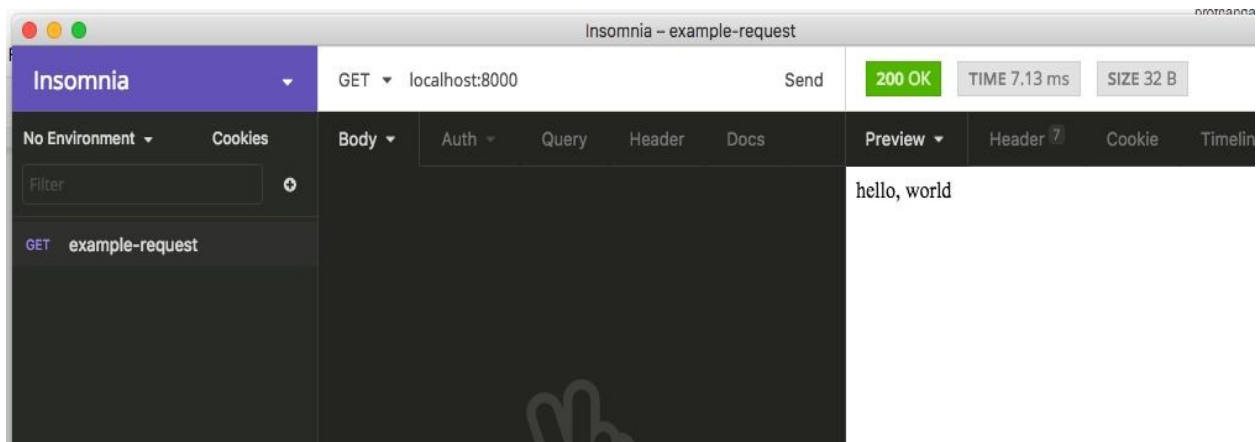 Insomnia – example-request
Insomnia
GET localhost:8000 Send
200 OK TIME 7.13 ms SIZE 32 B
No Environment Cookies
Body Auth Query Header Docs
Preview Header 7 Cookie Timelin
Filter
hello, world
GET example-request